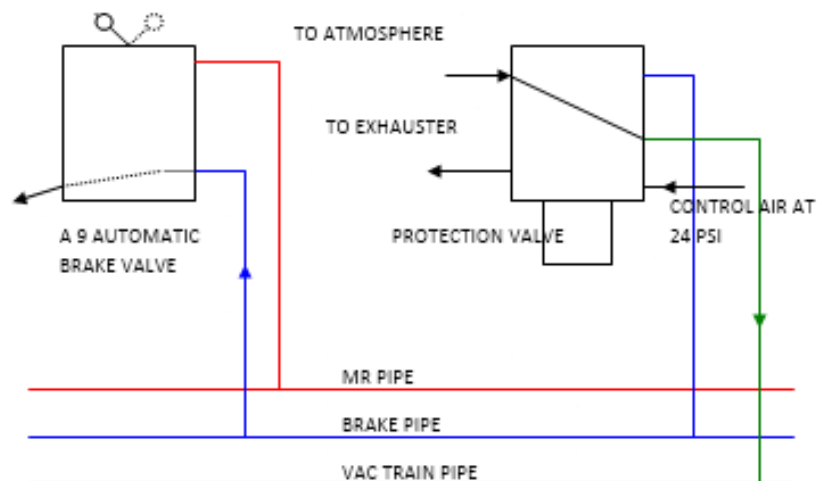 TO ATMOSPHERE
TO EXHAUSTER
A 9 AUTOMATIC
BRAKE VALVE
PROTECTION VALVE
CONTROL AIR AT
24 PSI
MR PIPE
BRAKE PIPE
VAC TRAIN PIPE